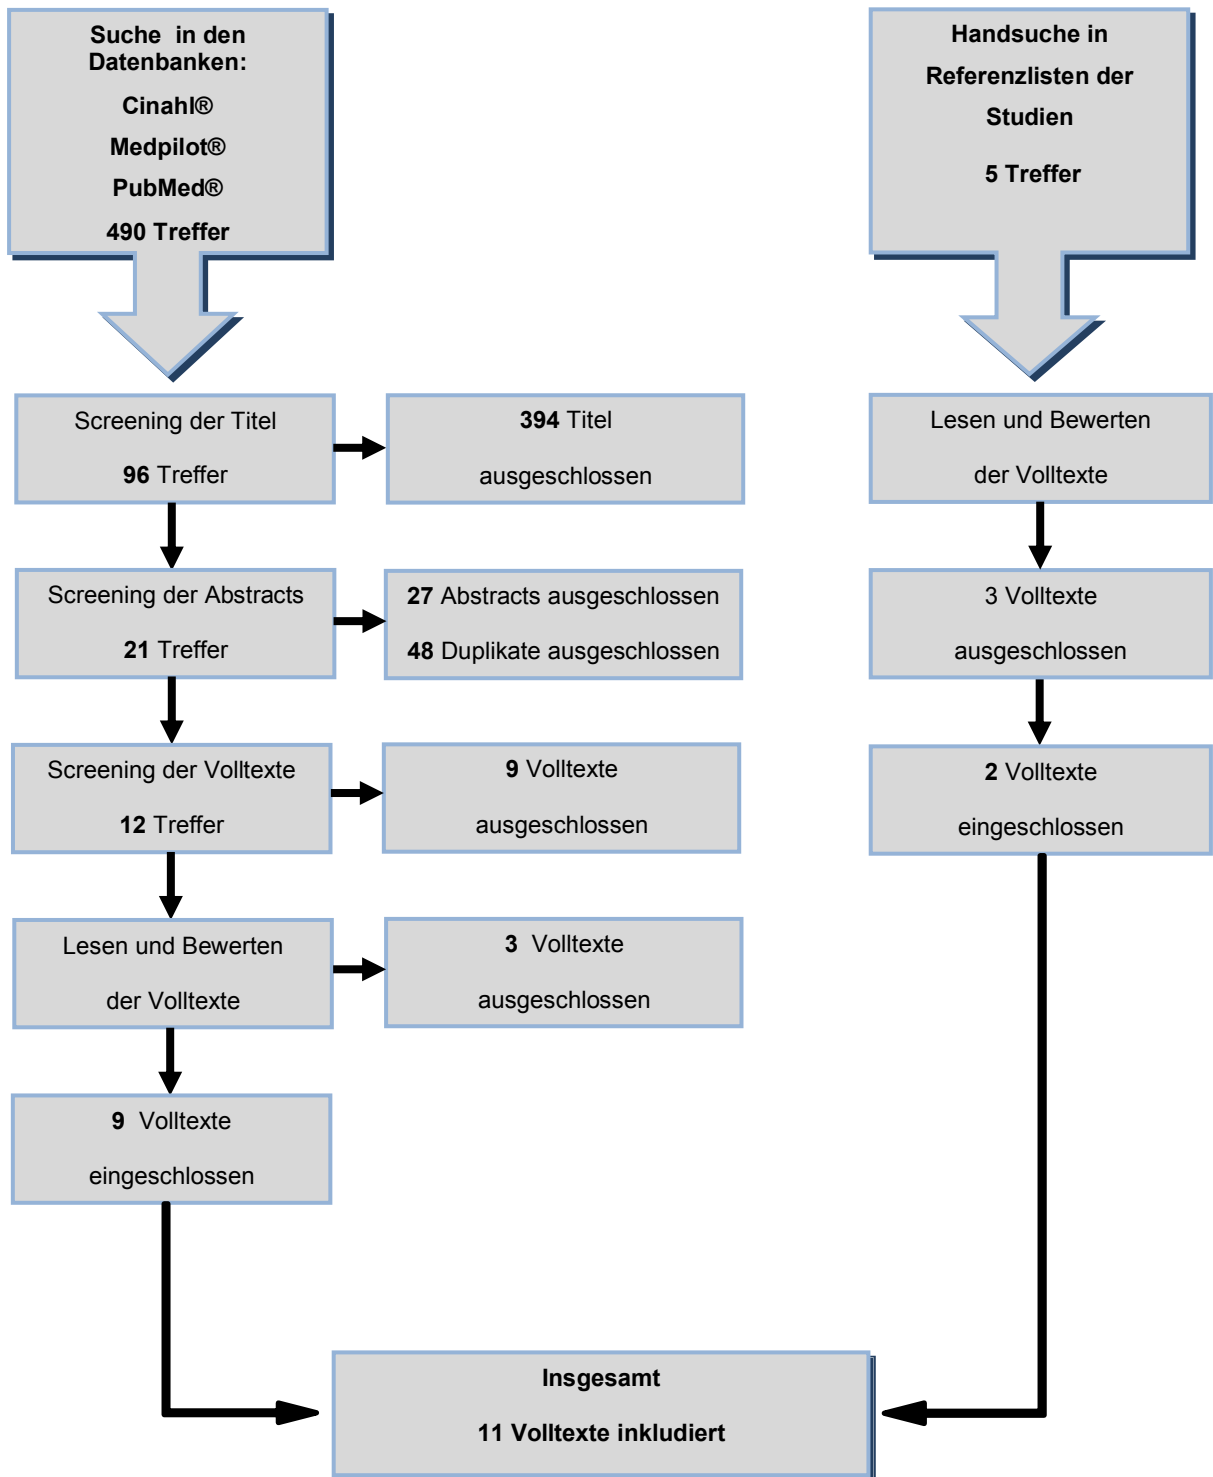 Suche in den
Datenbanken:
Cinahl®
Medpilot®
PubMed®
490 Treffer
Handsuche in
Referenzlisten der
Studien
5 Treffer
Screening der Titel
96 Treffer
394 Titel
ausgeschlossen
Lesen und Bewerten
der Volltexte
Screening der Abstracts
21 Treffer
27 Abstracts ausgeschlossen
48 Duplikate ausgeschlossen
3 Volltexte
ausgeschlossen
Screening der Volltexte
12 Treffer
9 Volltexte
ausgeschlossen
2 Volltexte
eingeschlossen
Lesen und Bewerten
der Volltexte
3 Volltexte
ausgeschlossen
9 Volltexte
eingeschlossen
Insgesamt
11 Volltexte inkludiert